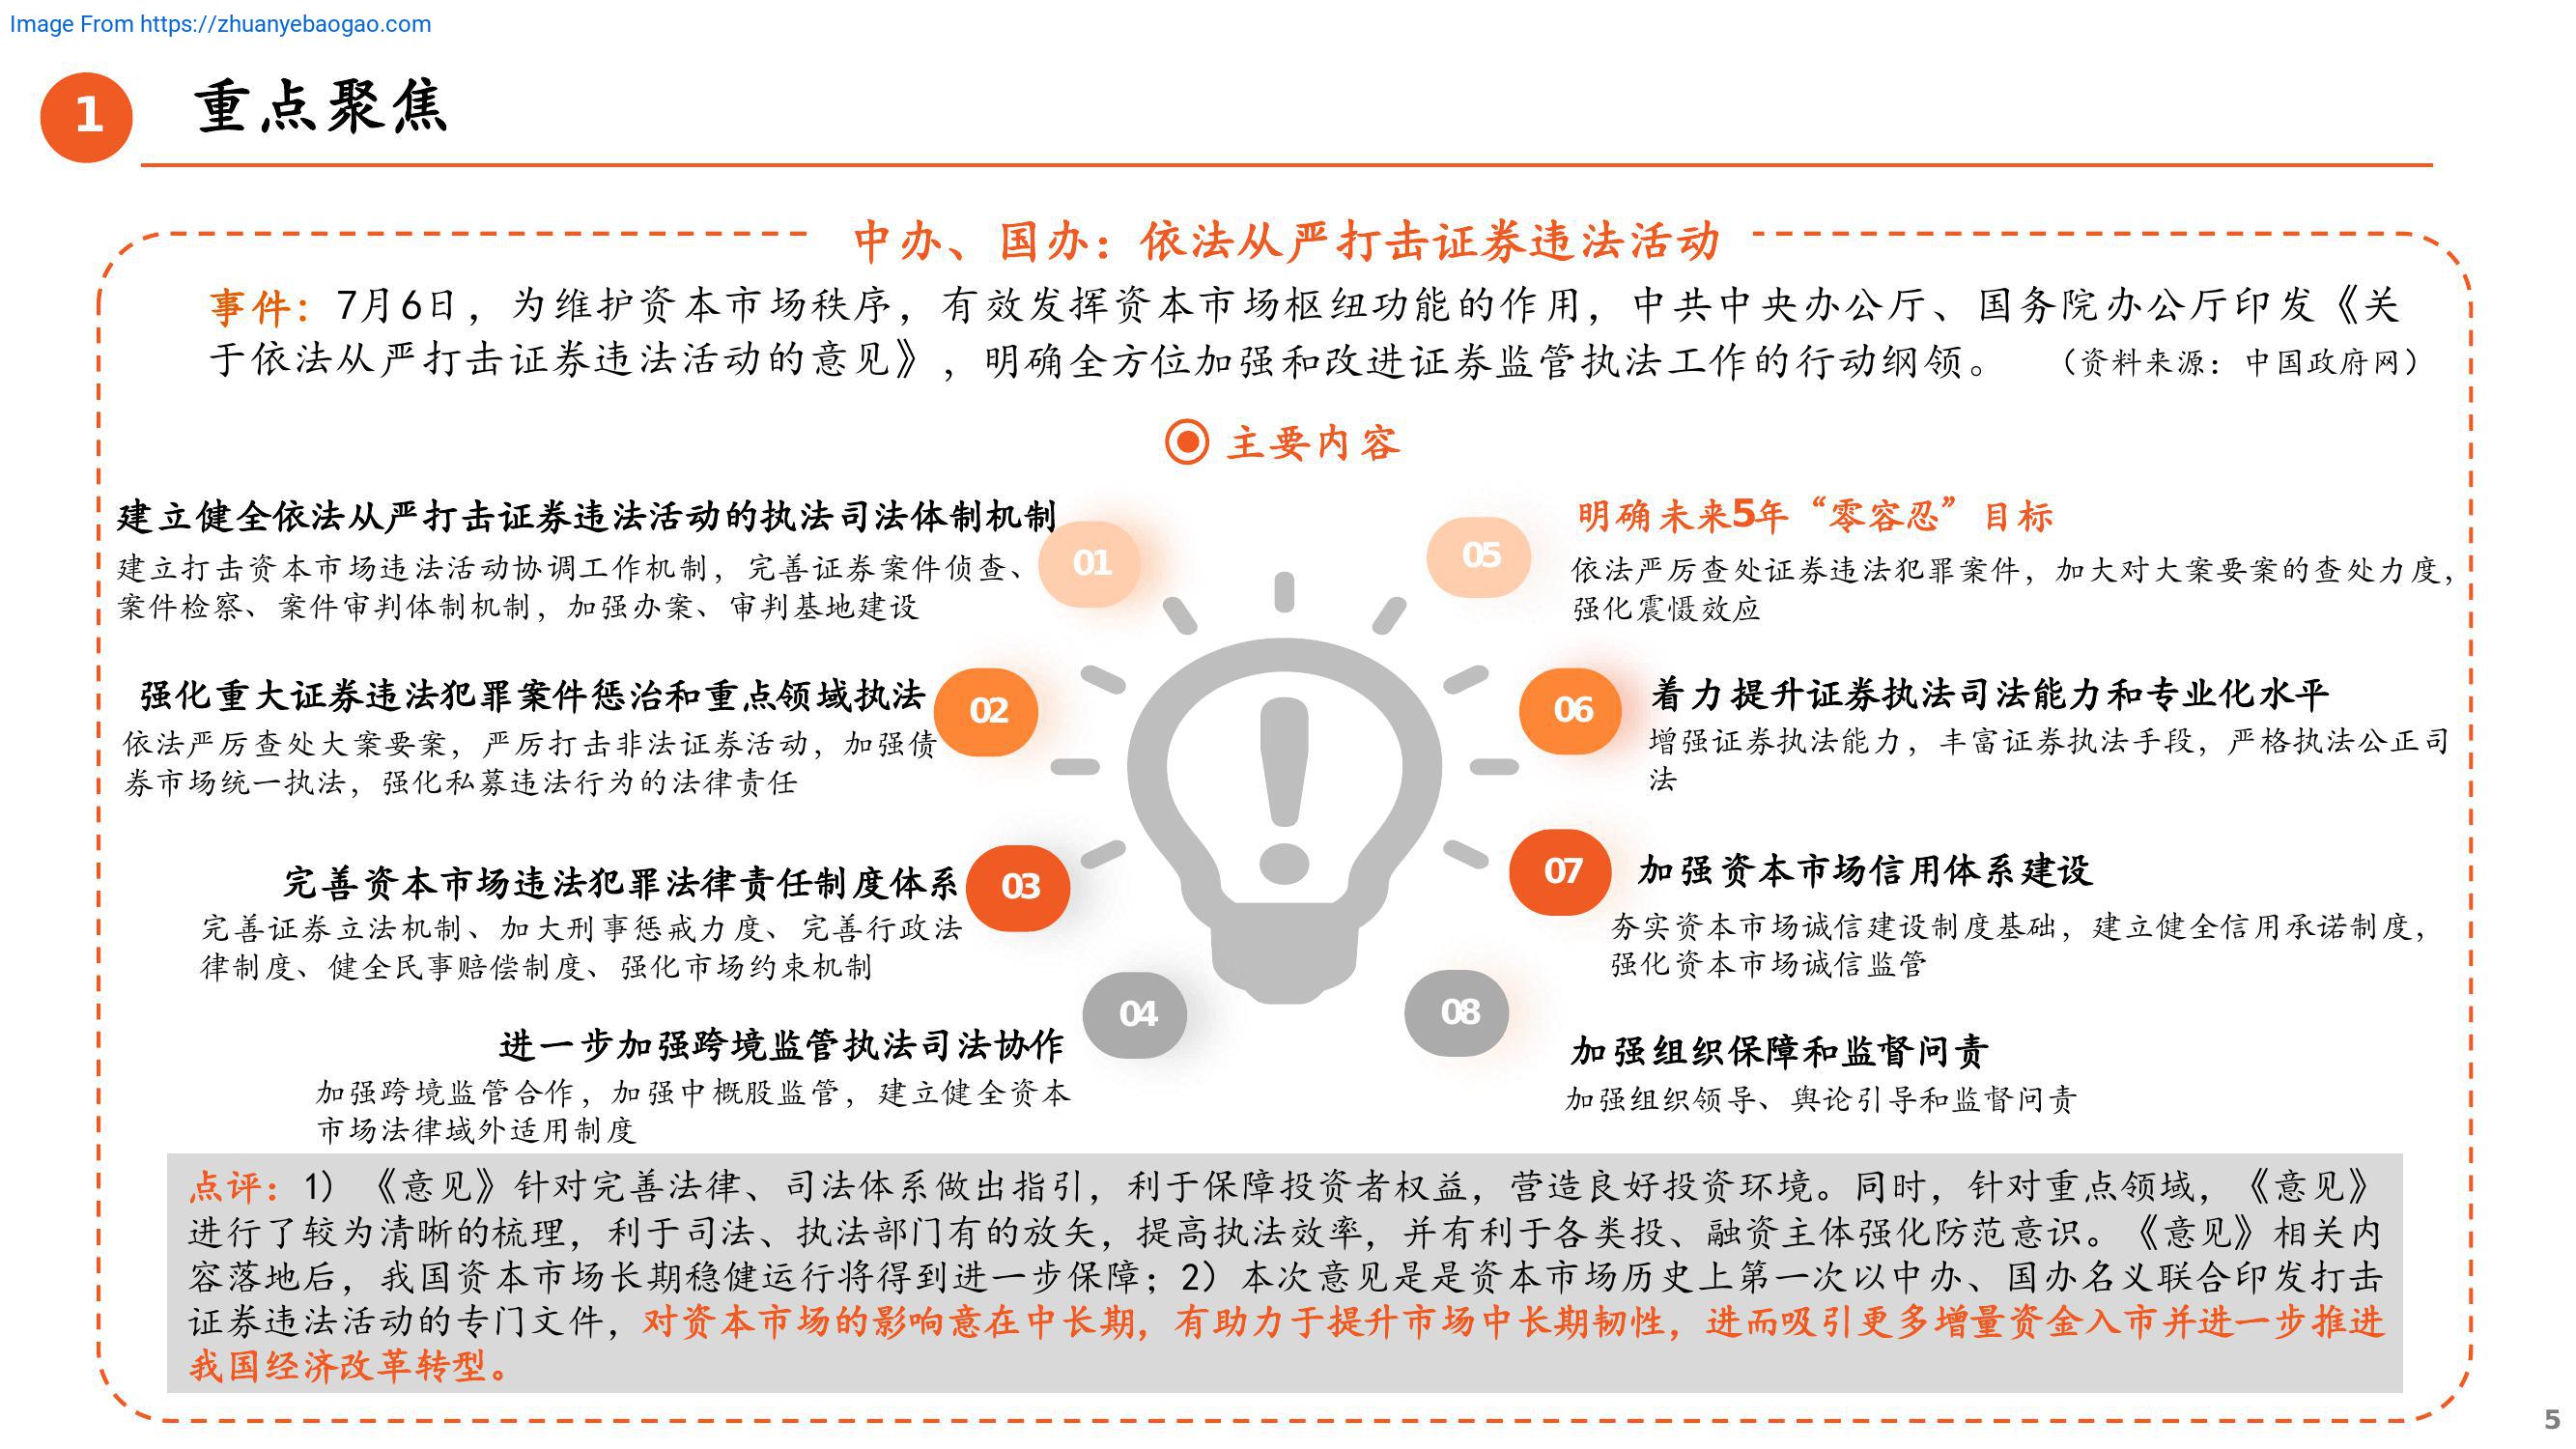 Image From https://zhuanyebaogao.com
1
重点聚焦
中办、国办：依法从严打击证券违法活动
事件：7月6日，为维护资本市场秩序，有效发挥资本市场枢纽功能的作用，中共中央办公厅、国务院办公厅印发《关
于依法从严打击证券违法活动的意见》，明确全方位加强和改进证券监管执法工作的行动纲领。 （资料来源：中国政府网）
主要内容
建立健全依法从严打击证券违法活动的执法司法体制机制
01
建立打击资本市场违法活动协调工作机制，完善证券案件侦查、
案件检察、案件审判体制机制，加强办案、审判基地建设
强化重大证券违法犯罪案件惩治和重点领域执法
02
依法严厉查处大案要案，严厉打击非法证券活动，加强债
券市场统一执法，强化私募违法行为的法律责任
完善资本市场违法犯罪法律责任制度体系
03
完善证券立法机制、加大刑事惩戒力度、完善行政法
律制度、健全民事赔偿制度、强化市场约束机制
04
进一步加强跨境监管执法司法协作
加强跨境监管合作，加强中概股监管，建立健全资本
市场法律域外适用制度
明确未来5年“零容忍”目标
05
依法严厉查处证券违法犯罪案件，加大对大案要案的查处力度，
强化震慑效应
06
着力提升证券执法司法能力和专业化水平
增强证券执法能力，丰富证券执法手段，严格执法公正司
法
07
加强资本市场信用体系建设
夯实资本市场诚信建设制度基础，建立健全信用承诺制度，
强化资本市场诚信监管
08
加强组织保障和监督问责
加强组织领导、舆论引导和监督问责
点评：1）《意见》针对完善法律、司法体系做出指引，利于保障投资者权益，营造良好投资环境。同时，针对重点领域，《意见》
进行了较为清晰的梳理，利于司法、执法部门有的放矢，提高执法效率，并有利于各类投、融资主体强化防范意识。《意见》相关内
容落地后，我国资本市场长期稳健运行将得到进一步保障；2）本次意见是是资本市场历史上第一次以中办、国办名义联合印发打击
证券违法活动的专门文件，对资本市场的影响意在中长期，有助力于提升市场中长期韧性，进而吸引更多增量资金入市并进一步推进
我国经济改革转型。
5